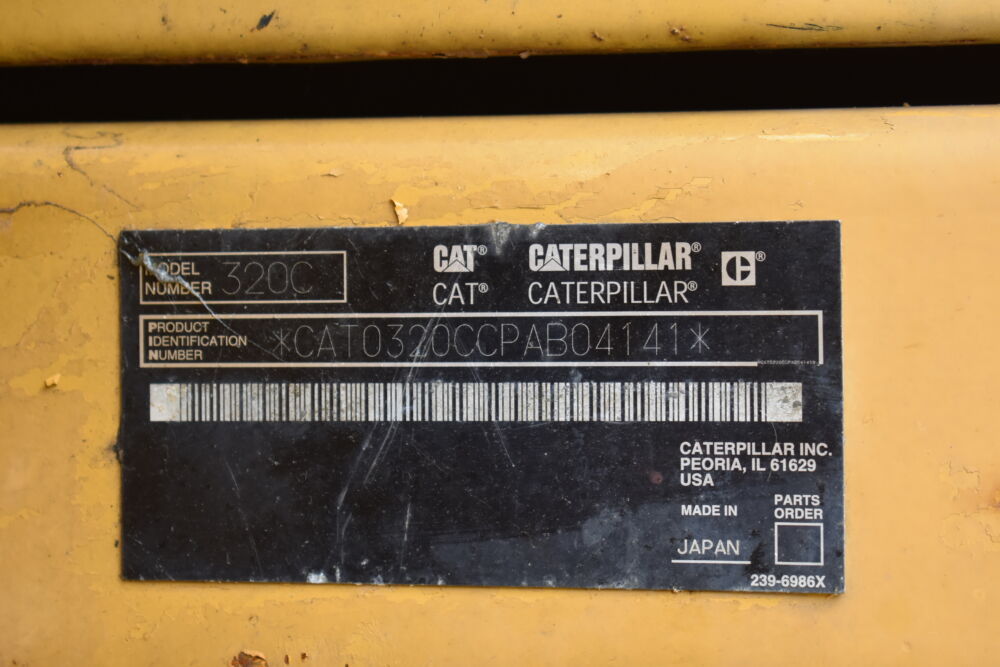 MODEL NUMBER 320C
CAT® CATERPILLAR® C®
CAT® CATERPILLAR®
PRODUCT IDENTIFICATION NUMBER *CAT0320CCPAB04141*
CATERPILLAR INC.
PEORIA, IL 61629
USA
MADE IN
JAPAN
PARTS
ORDER
239-6986X